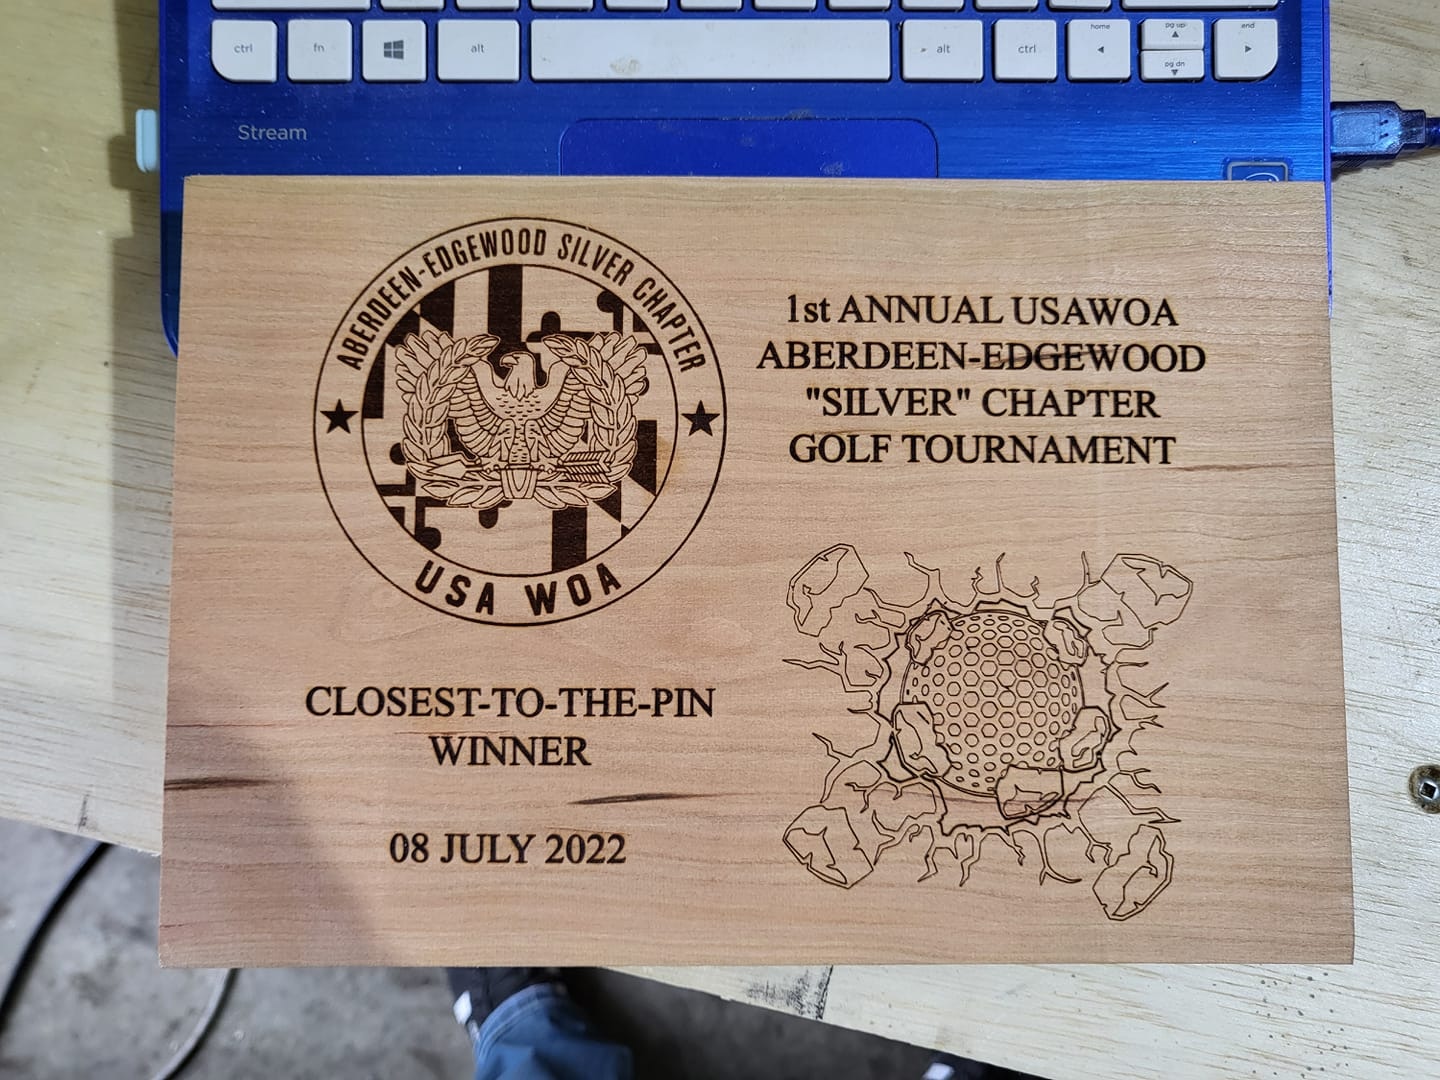 ctrl
fn
alt
alt
ctrl
home
pg up
pg dn
end
Stream
ABERDEEN-EDGEWOOD SILVER CHAPTER
USA WOA
1st ANNUAL USAWOA
ABERDEEN-EDGEWOOD
"SILVER" CHAPTER
GOLF TOURNAMENT
CLOSEST-TO-THE-PIN
WINNER
08 JULY 2022